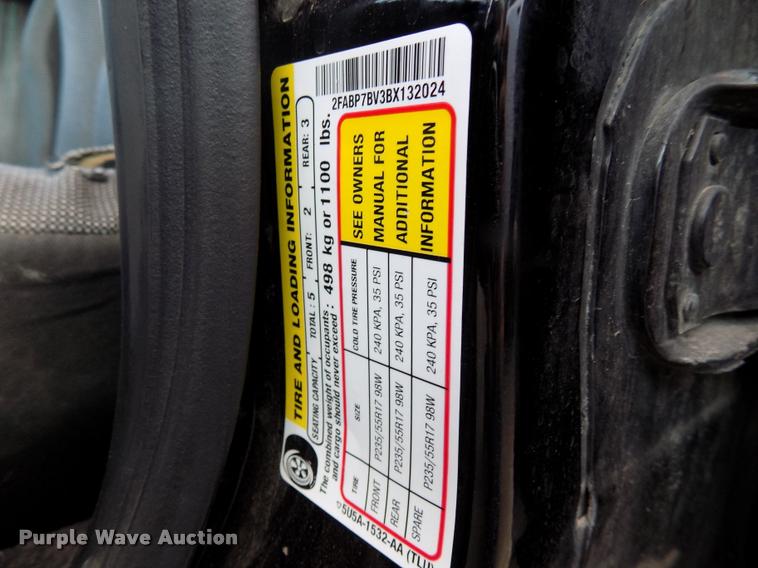 2FABP7BV3BX132024
TIRE AND LOADING INFORMATION
SEATING CAPACITY TOTAL : 5 FRONT: 2 REAR: 3
The combined weight of occupants and cargo should never exceed : 498 kg or 1100 lbs.
TIRE SIZE COLD TIRE PRESSURE
FRONT P235/55R17 98W 240 KPA, 35 PSI
REAR P235/55R17 98W 240 KPA, 35 PSI
SPARE P235/55R17 98W 240 KPA, 35 PSI
SEE OWNERS
MANUAL FOR
ADDITIONAL
INFORMATION
5U5A-1532-AA
Purple Wave Auction